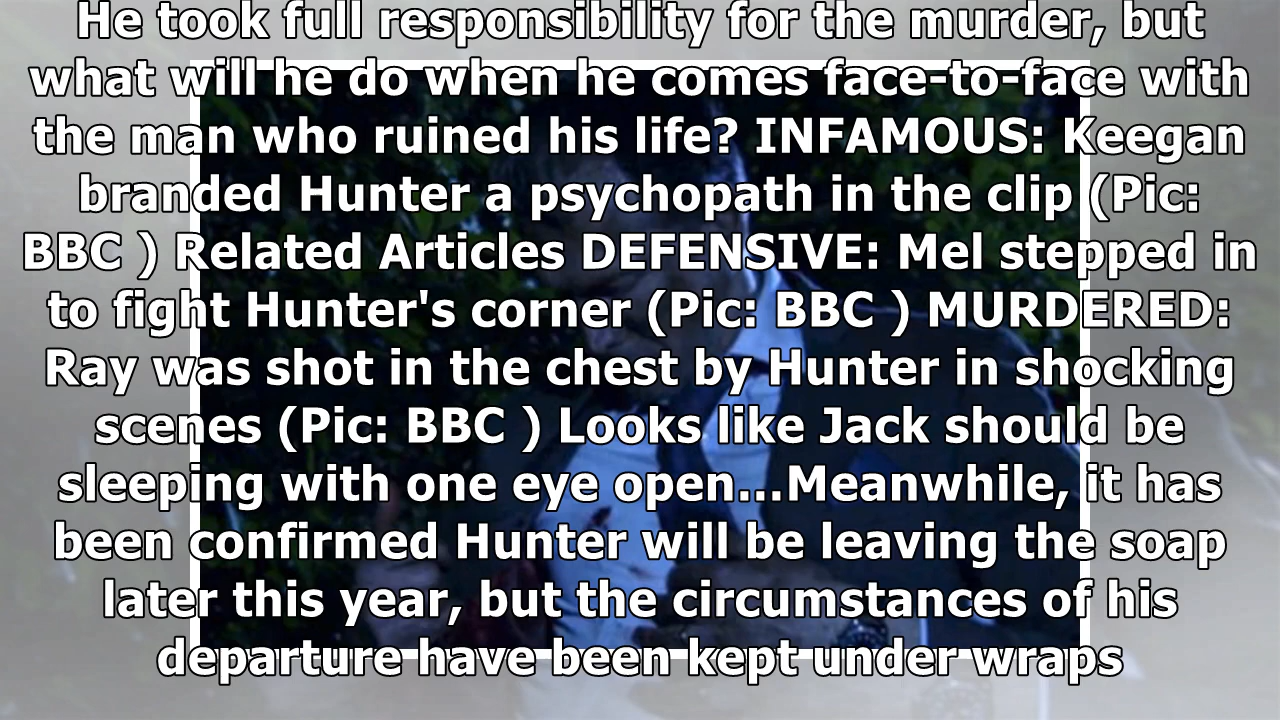 He took full responsibility for the murder, but
what will he do when he comes face-to-face with
the man who ruined his life? INFAMOUS: Keegan
branded Hunter a psychopath in the clip (Pic:
BBC ) Related Articles DEFENSIVE: Mel stepped in
to fight Hunter's corner (Pic: BBC ) MURDERED:
Ray was shot in the chest by Hunter in shocking
scenes (Pic: BBC ) Looks like Jack should be
sleeping with one eye open...Meanwhile, it has
been confirmed Hunter will be leaving the soap
later this year, but the circumstances of his
departure have been kept under wraps